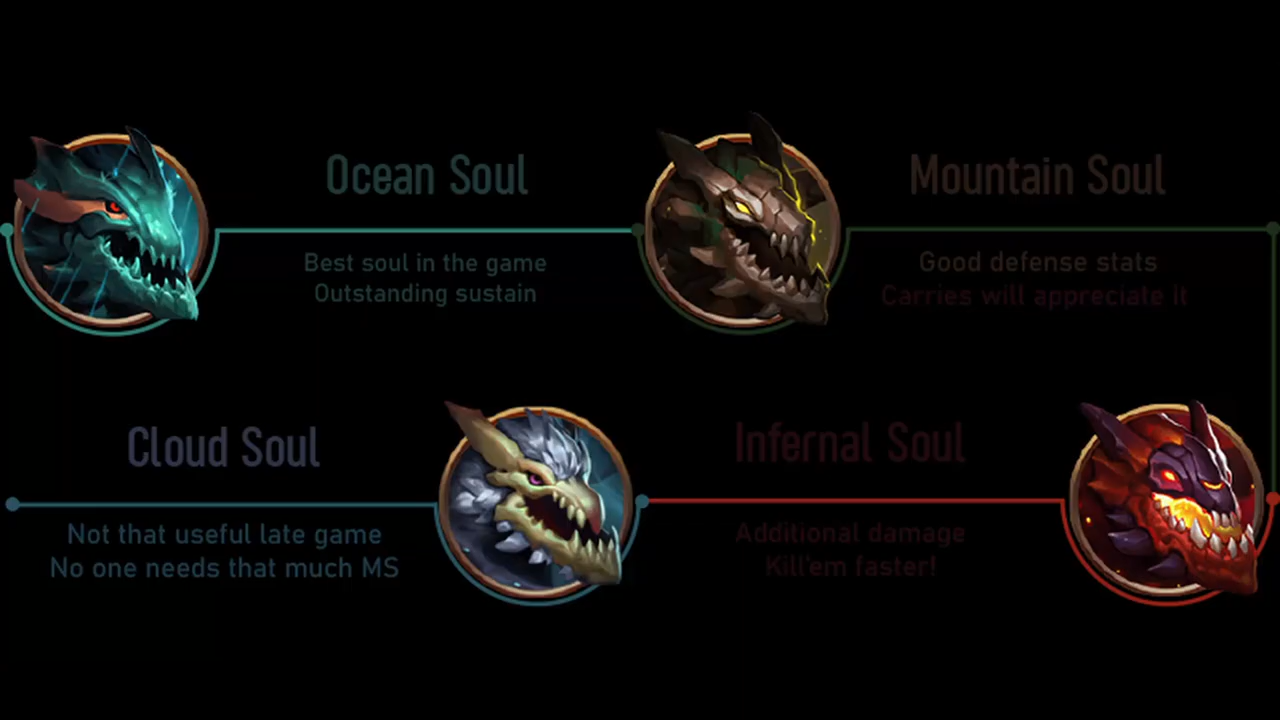 Ocean Soul
Best soul in the game
Outstanding sustain
Mountain Soul
Good defense stats
Carries will appreciate it
Cloud Soul
Not that useful late game
No one needs that much MS
Infernal Soul
Additional damage
Kill'em faster!